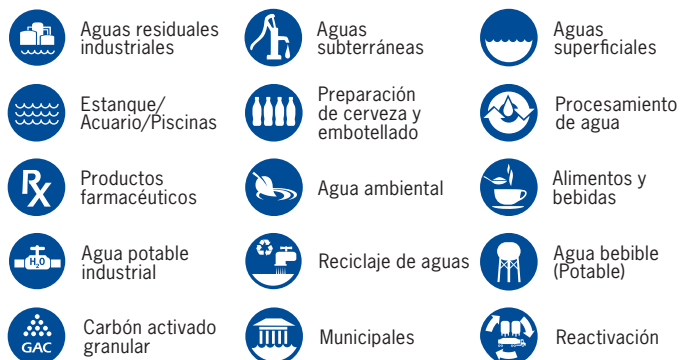 Aguas residuales
industriales
Aguas
subterráneas
Aguas
superficiales
Estanque/
Acuario/Piscinas
Preparación
de cerveza y
embotellado
Procesamiento
de agua
Rx
Productos
farmacéuticos
Agua ambiental
Alimentos y
bebidas
H₂O
Agua potable
industrial
Reciclaje de aguas
Agua bebible
(Potable)
GAC
Carbón activado
granular
Municipales
Reactivación